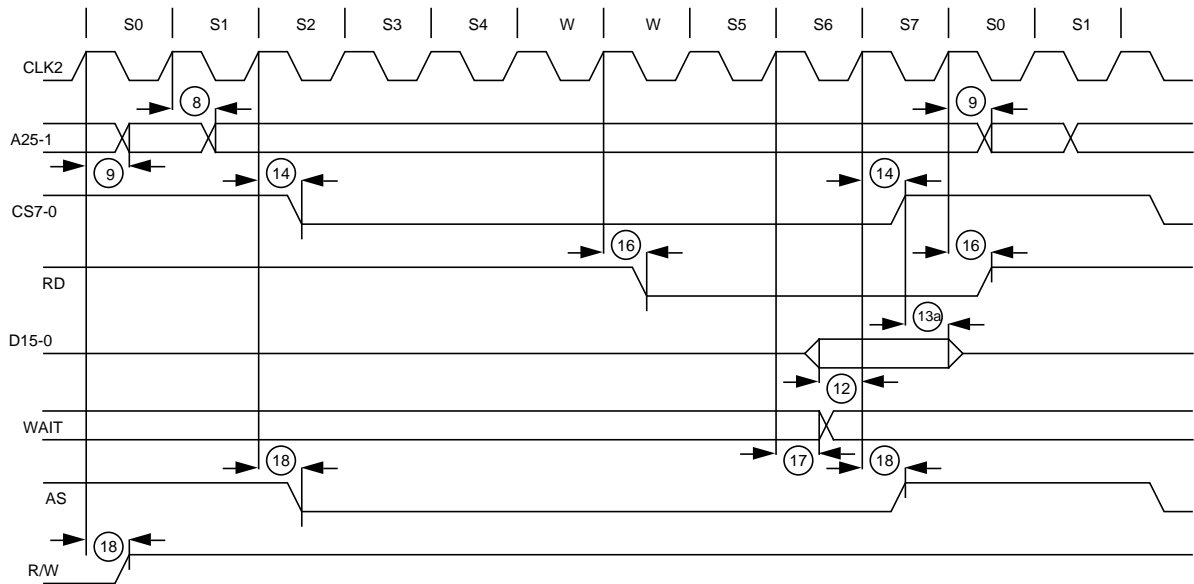 S0 S1 S2 S3 S4 W W S5 S6 S7 S0 S1
CLK2
8 9
A25-1
9 14 14
CS7-0
16 16
RD
13a
D15-0
12
WAIT
18 17 18
AS
18
R/W